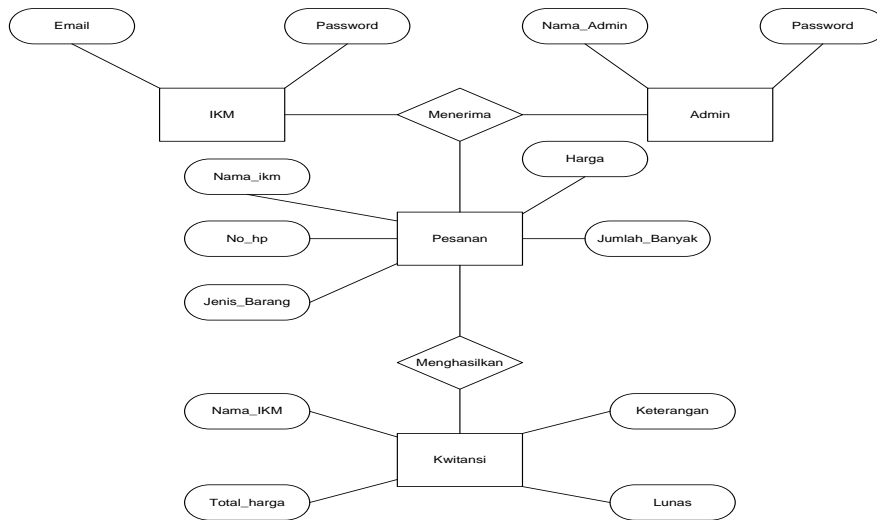 Email
Password
Nama_Admin
Password
IKM
Menerima
Admin
Nama_ikm
Harga
No_hp
Pesanan
Jumlah_Banyak
Jenis_Barang
Menghasilkan
Nama_IKM
Keterangan
Kwitansi
Total_harga
Lunas